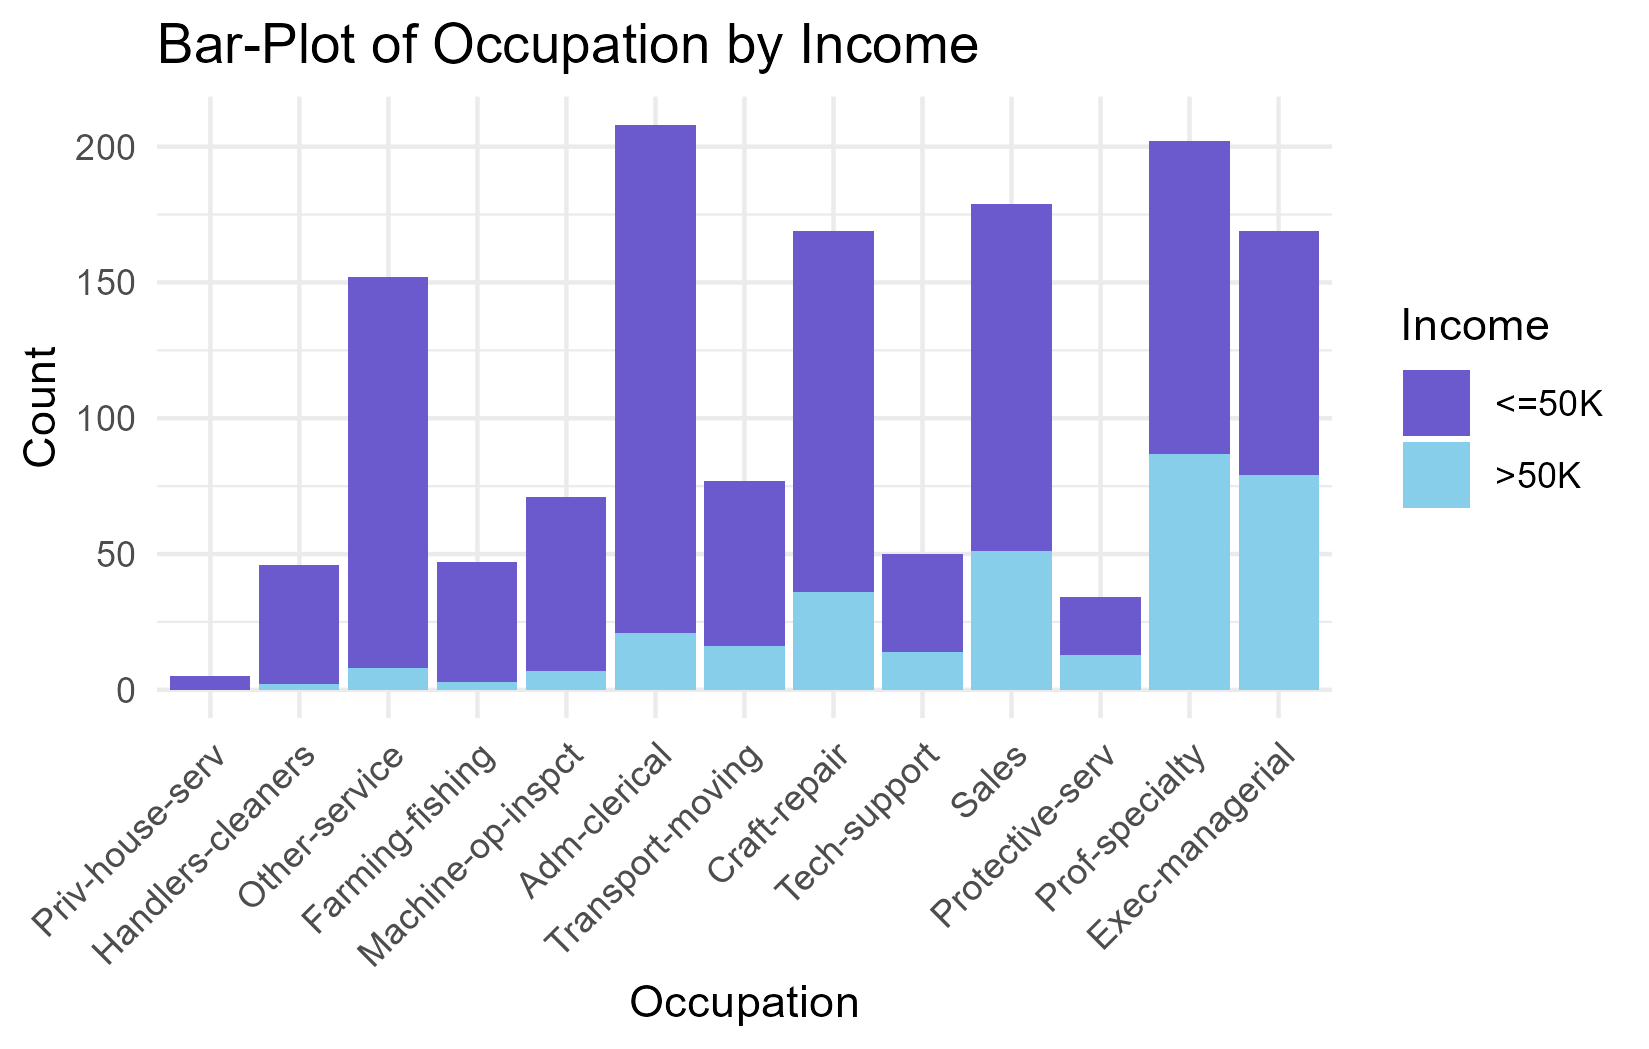 Bar-Plot of Occupation by Income
Count
200
150
100
50
0
Priv-house-serv
Handlers-cleaners
Other-service
Farming-fishing
Machine-op-inspct
Adm-clerical
Transport-moving
Craft-repair
Tech-support
Sales
Protective-serv
Prof-specialty
Exec-managerial
Occupation
Income
<=50K
>50K